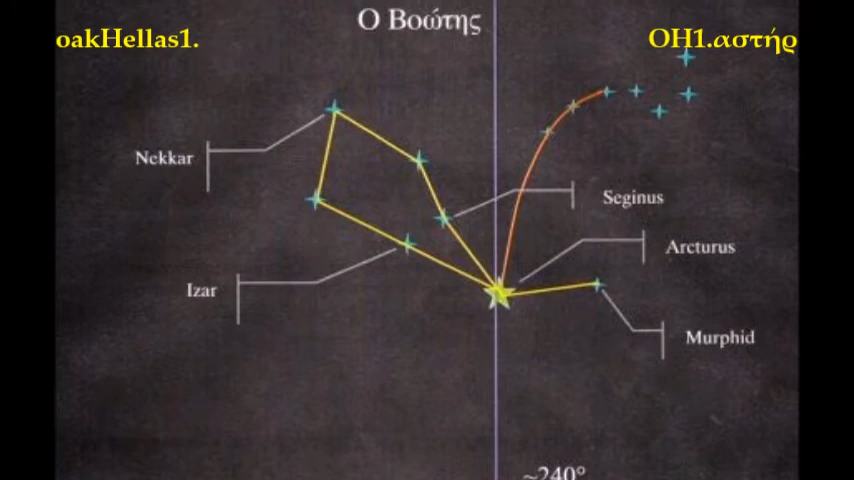 Ο Βοώτης
oakHellas1.
OH1.αστήρ
Nekkar
Seginus
Arcturus
Izar
Murphid
~240°